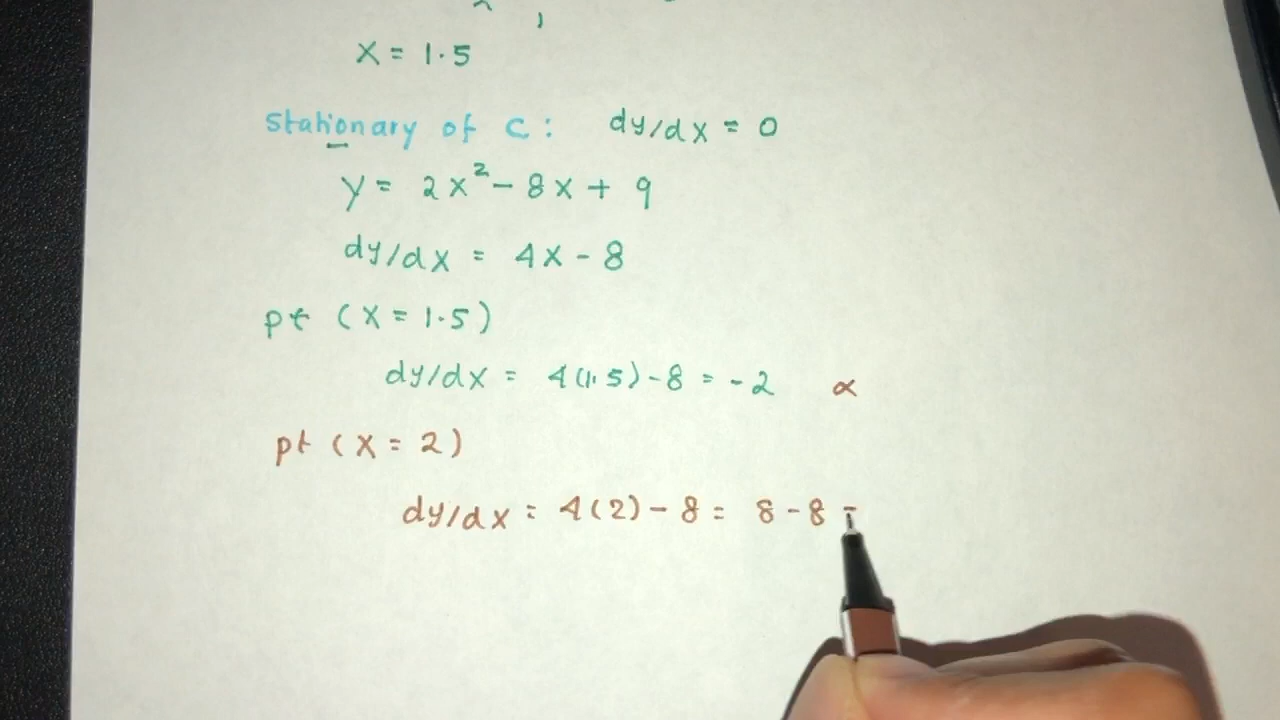 x = 1.5
stationary of C: dy/dx = 0
y = 2x² - 8x + 9
dy/dx = 4x - 8
pt (x = 1.5)
dy/dx = 4(1.5) - 8 = -2 α
pt (x = 2)
dy/dx = 4(2) - 8 = 8 - 8 =